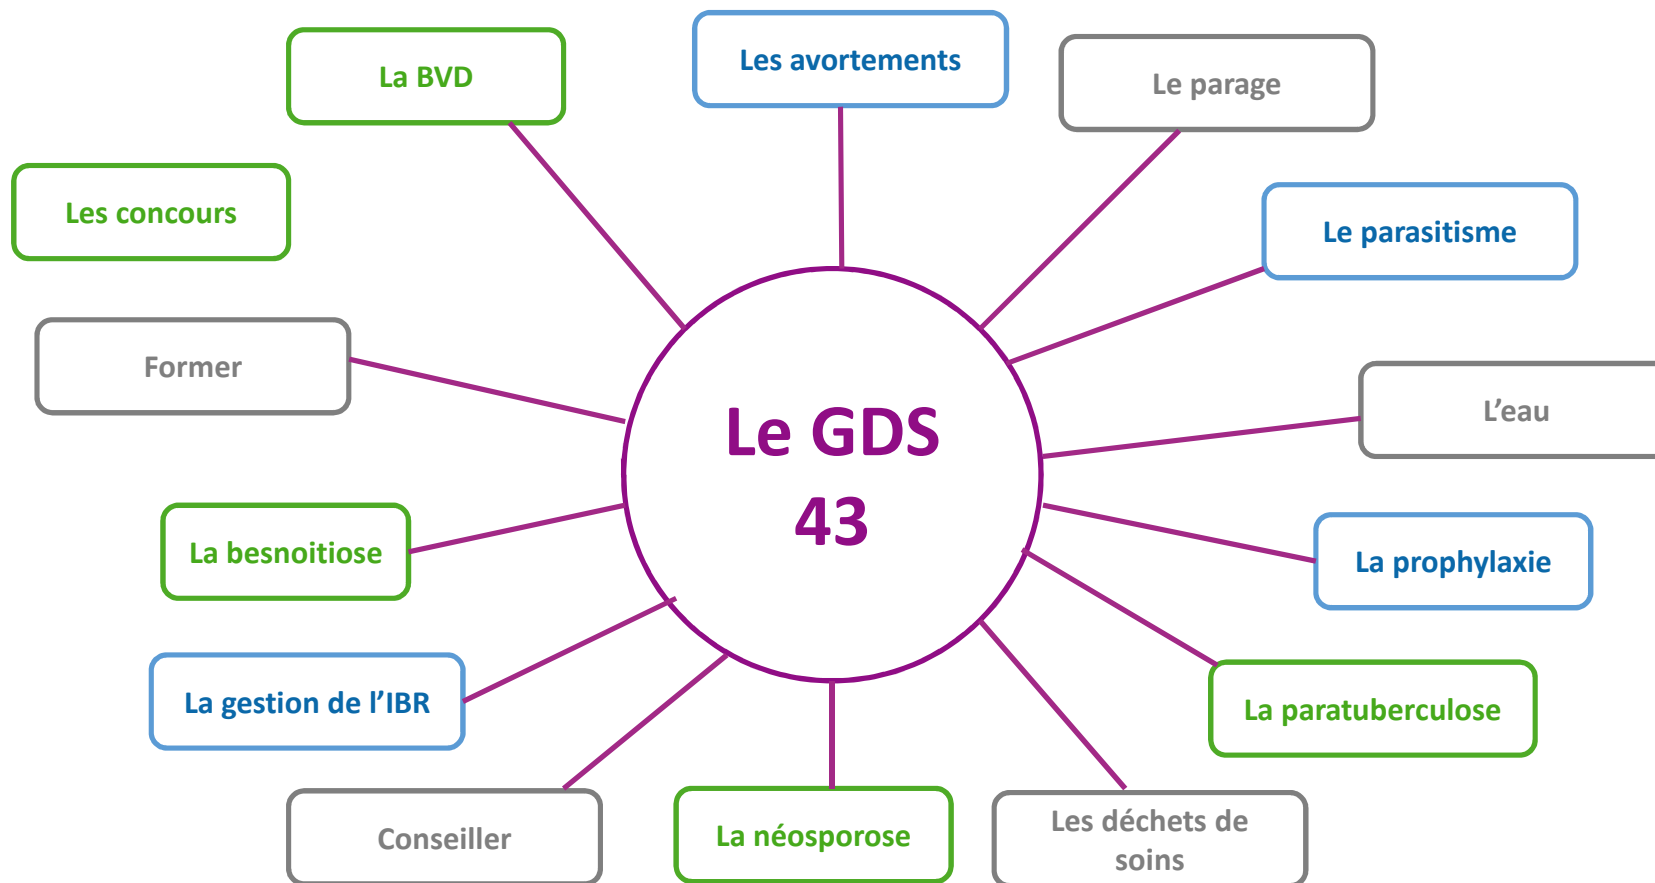 Les avortements
La BVD
Le parage
Les concours
Le parasitisme
Former
L’eau
Le GDS
43
La besnoitiose
La prophylaxie
La gestion de l’IBR
La paratuberculose
Conseiller
La néosporose
Les déchets de
soins